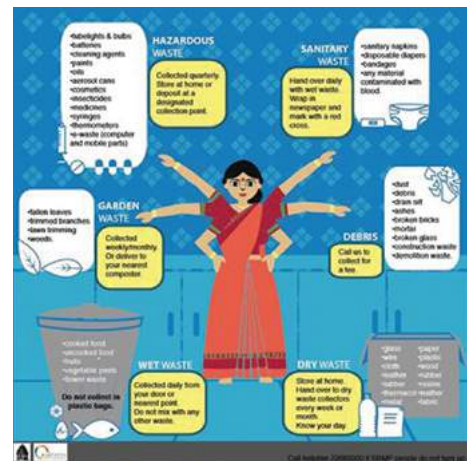 •tubelights & bulbs
•batteries
•cleaning agents
•paints
•oils
•aerosol cans
•cosmetics
•insecticides
•medicines
•syringes
•thermometers
•e-waste (computer
and mobile parts)
HAZARDOUS
WASTE
Collected quarterly.
Store at home or
deposit at a
designated
collection point.
SANITARY
WASTE
Hand over daily
with wet waste.
Wrap in
newspaper and
mark with a red
cross.
•sanitary napkins
•disposable diapers
•bandages
•any material
contaminated with
blood.
•fallen leaves
•trimmed branches
•lawn trimming
•weeds.
GARDEN
WASTE
Collected
weekly/monthly.
Or deliver to
your nearest
composter.
DEBRIS
Call us to
collect for
a fee.
•dust
•debris
•drain silt
•ashes
•broken bricks
•mortar
•broken glass
•construction waste
•demolition waste.
•cooked food
•uncooked food
•fruits
•vegetable peels
•flower waste
Do not collect in
plastic bags.
WET WASTE
Collected daily from
your door or
nearest point.
Do not mix with any
other waste.
DRY WASTE
Store at home.
Hand over to dry
waste collectors
every week or
month.
Know your day.
•glass
•wire
•cloth
•leather
•rubber
•thermacol
•metal
•paper
•plastic
•wood
•rubber
•rexine
•leather
•fabric